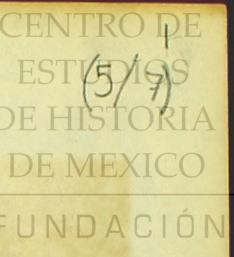 CENTRO DE
1
ESTUDIOS
(5/7)
DE HISTORIA
DE MEXICO
FUNDACIÓN